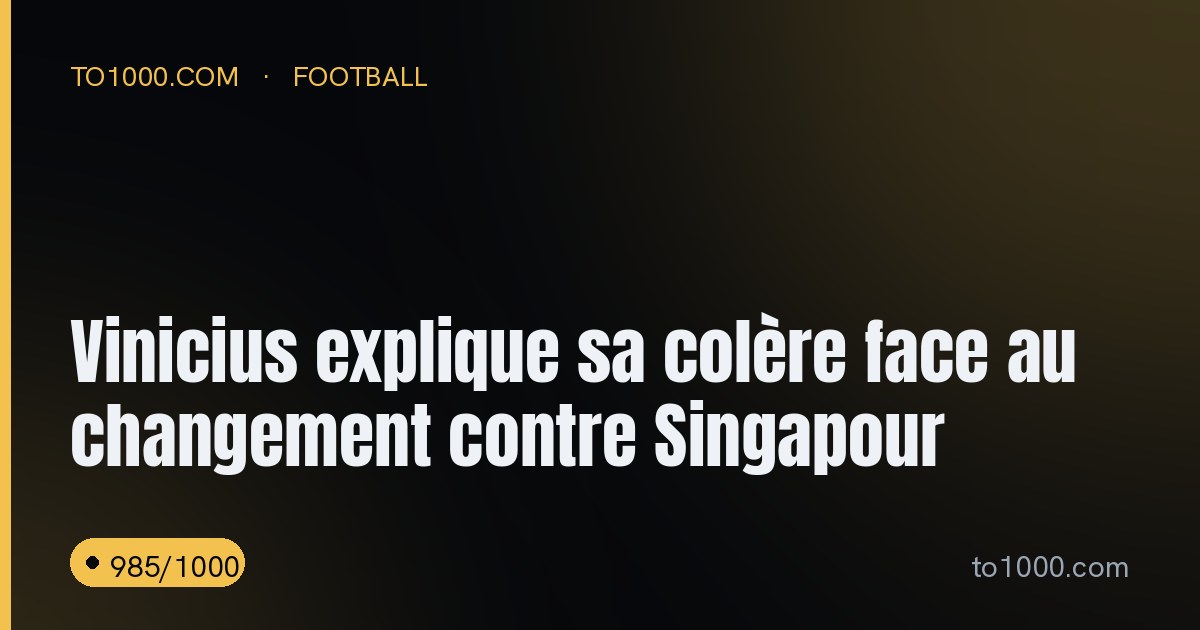 TO1000.COM · FOOTBALL
Vinicius explique sa colère face au
changement contre Singapour
985/1000
to1000.com